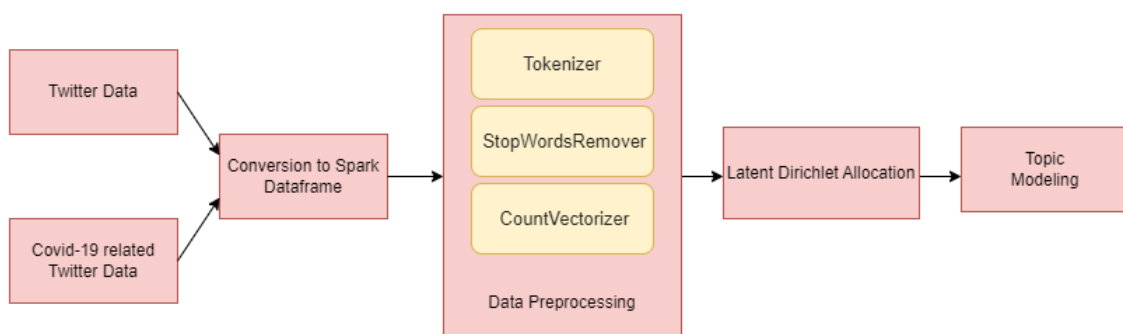 Twitter Data
Covid-19 related
Twitter Data
Conversion to Spark
Dataframe
Tokenizer
StopWordsRemover
CountVectorizer
Data Preprocessing
Latent Dirichlet Allocation
Topic
Modeling